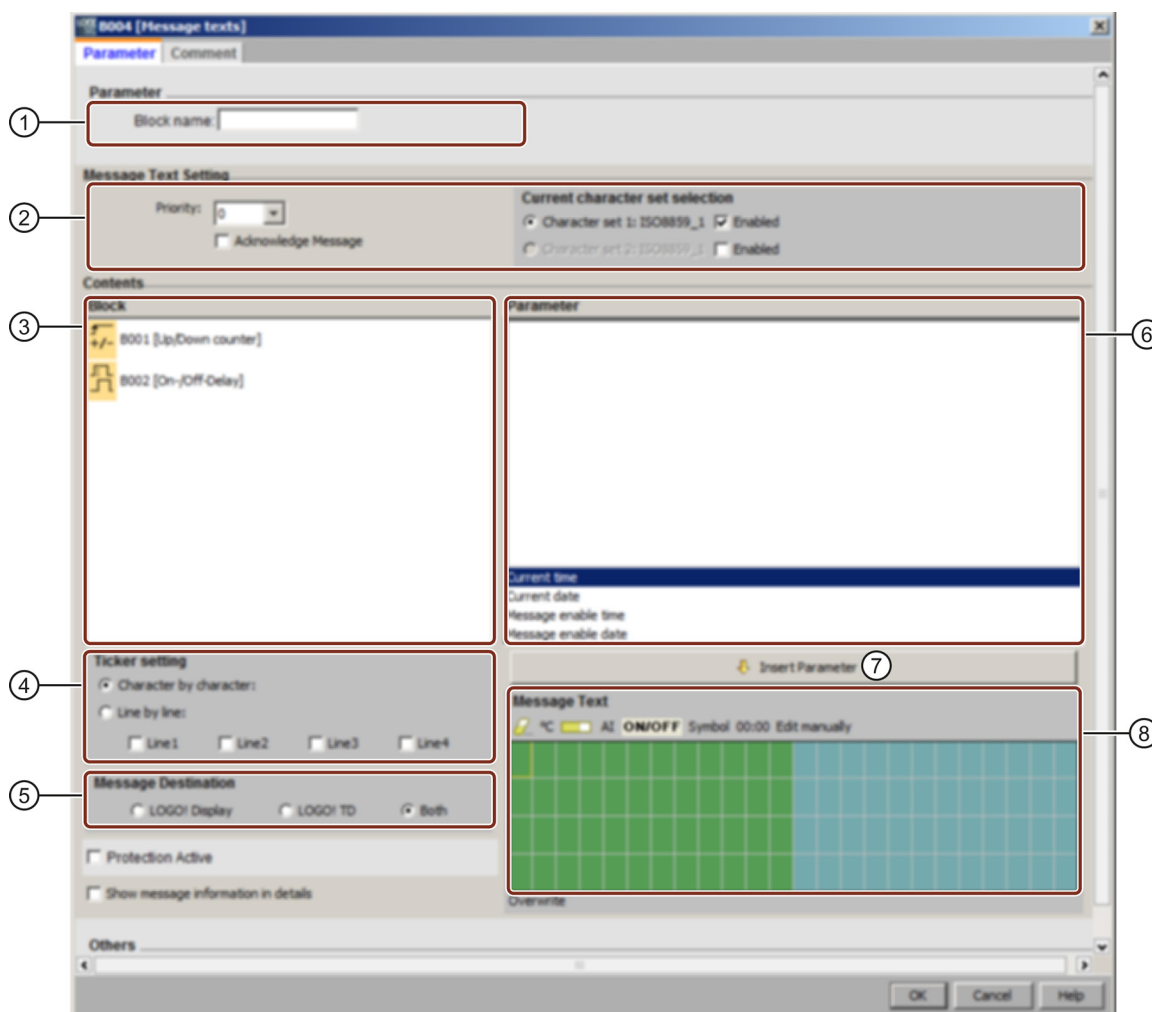 B004 [Message texts]
Parameter Comment
Parameter
1 Block name:
Message Text Setting
2 Priority: 0
Acknowledge Message
Current character set selection
Character set 1: ISO8859_1 Enabled
Character set 2: ISO8859_1 Enabled
Contents
Block
3 B001 [Up/Down counter]
+/-
B002 [On-/Off-Delay]
Parameter
6
Current time
Current date
Message enable time
Message enable date
Ticker setting
4 Character by character:
Line by line:
Line1 Line2 Line3 Line4
Insert Parameter 7
5 Message Destination
LOGO! Display LOGO! TD Both
Message Text
°C AI ON/OFF Symbol 00:00 Edit manually
8
Protection Active
Show message information in details
Overwrite
Others
OK Cancel Help